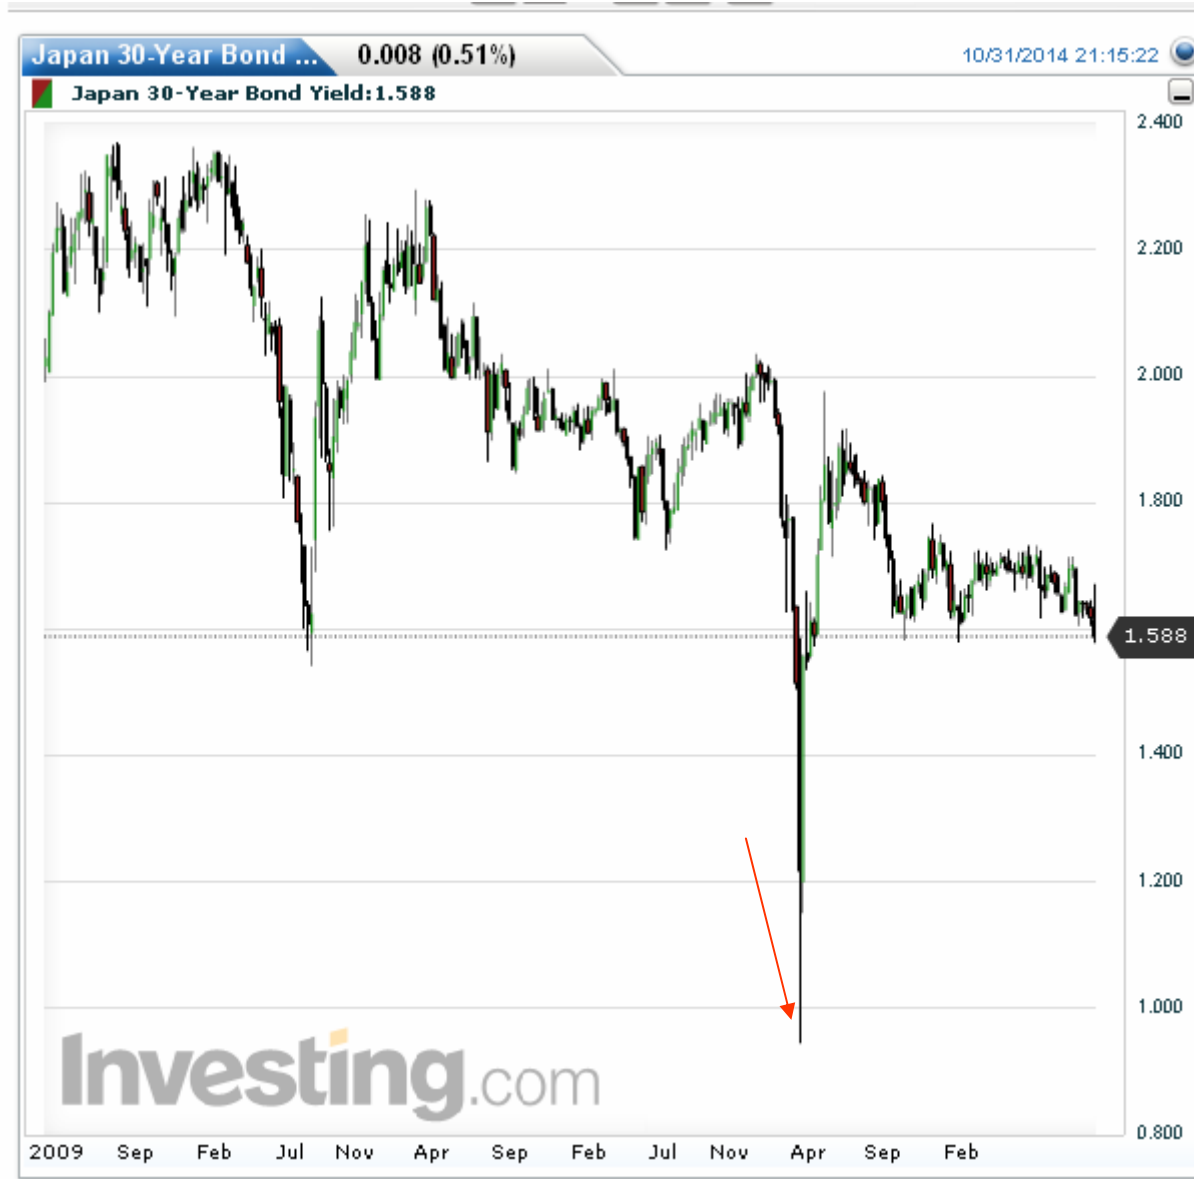 Japan 30-Year Bond ... 0.008 (0.51%) 10/31/2014 21:15:22
Japan 30-Year Bond Yield:1.588
2.400
2.200
2.000
1.800
1.588
1.400
1.200
1.000
Investing.com
0.800
2009 Sep Feb Jul Nov Apr Sep Feb Jul Nov Apr Sep Feb